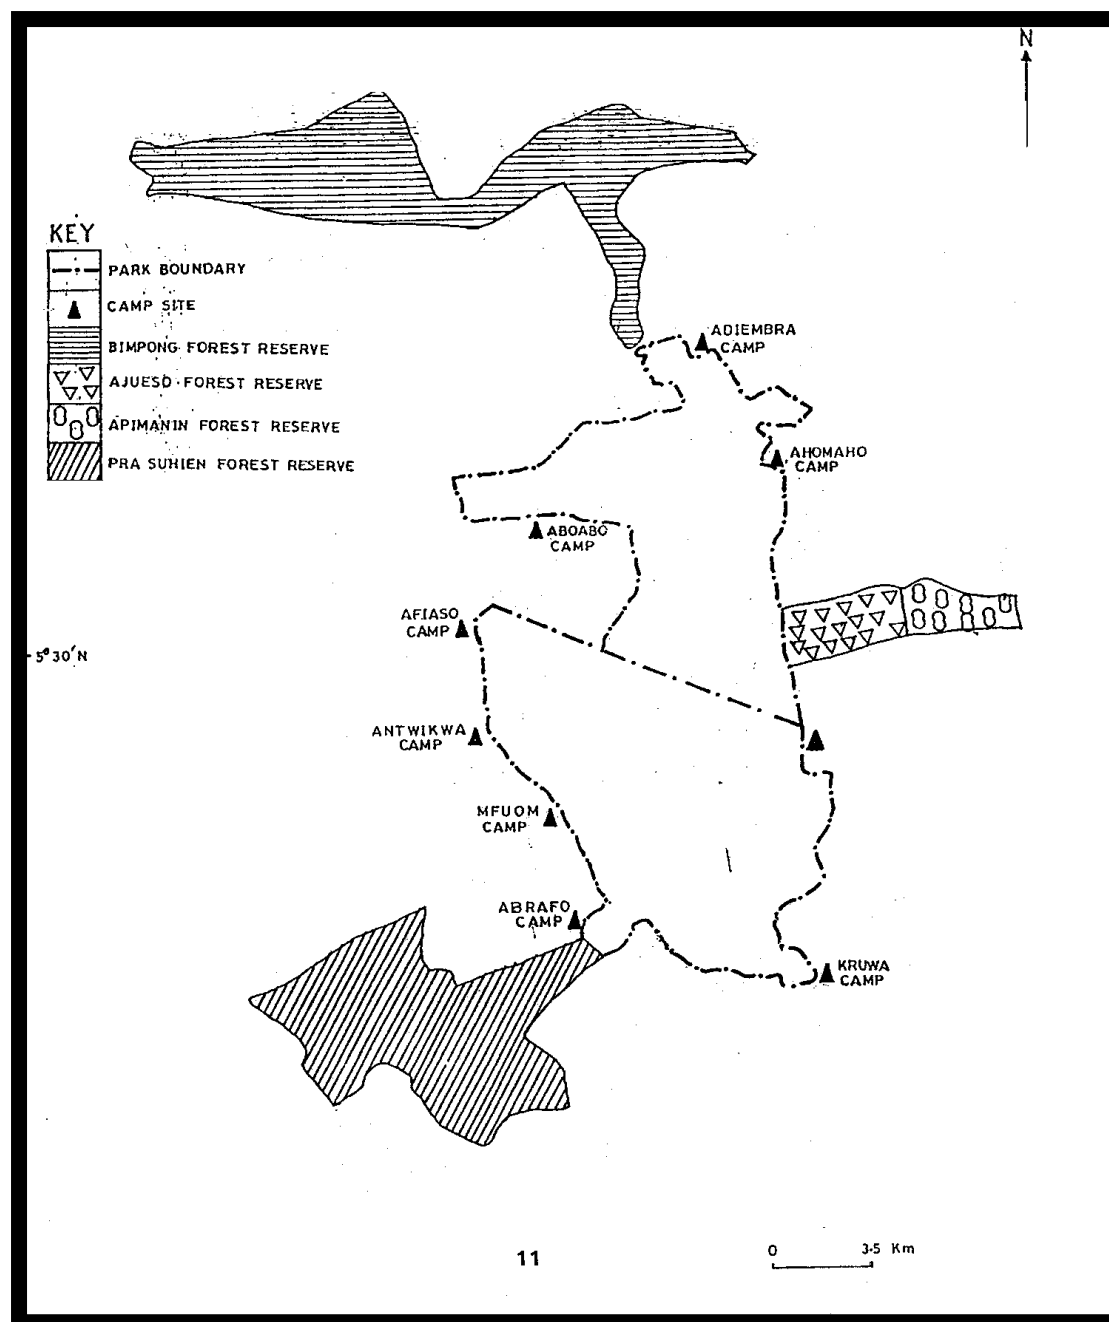 N
KEY
PARK BOUNDARY
CAMP SITE
BIMPONG FOREST RESERVE
AJUESO FOREST RESERVE
APIMANIN FOREST RESERVE
PRA SUHIEN FOREST RESERVE
ADIEMBRA
CAMP
AHOMAHO
CAMP
ABOABO
CAMP
AFIASO
CAMP
5°30'N
ANTWIKWA
CAMP
MFUOM
CAMP
ABRAFO
CAMP
KRUWA
CAMP
11
0 3.5 Km